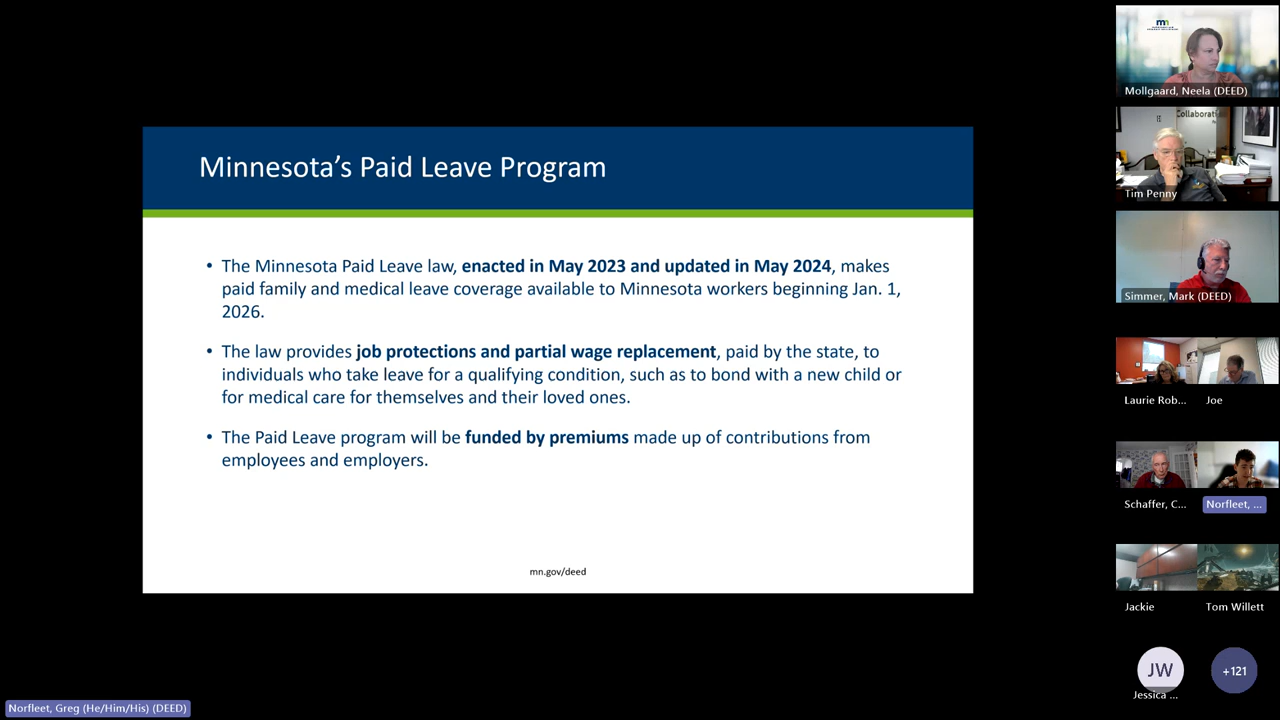 Minnesota's Paid Leave Program
• The Minnesota Paid Leave law, enacted in May 2023 and updated in May 2024, makes
paid family and medical leave coverage available to Minnesota workers beginning Jan. 1,
2026.
• The law provides job protections and partial wage replacement, paid by the state, to
individuals who take leave for a qualifying condition, such as to bond with a new child or
for medical care for themselves and their loved ones.
• The Paid Leave program will be funded by premiums made up of contributions from
employees and employers.
mn.gov/deed
Norfleet, Greg (He/Him/His) (DEED)
Mollgaard, Neela (DEED)
Collaborati
Tim Penny
Simmer, Mark (DEED)
Laurie Rob...
Joe
Schaffer, C...
Norfleet, ...
Jackie
Tom Willett
JW
Jessica ...
+121